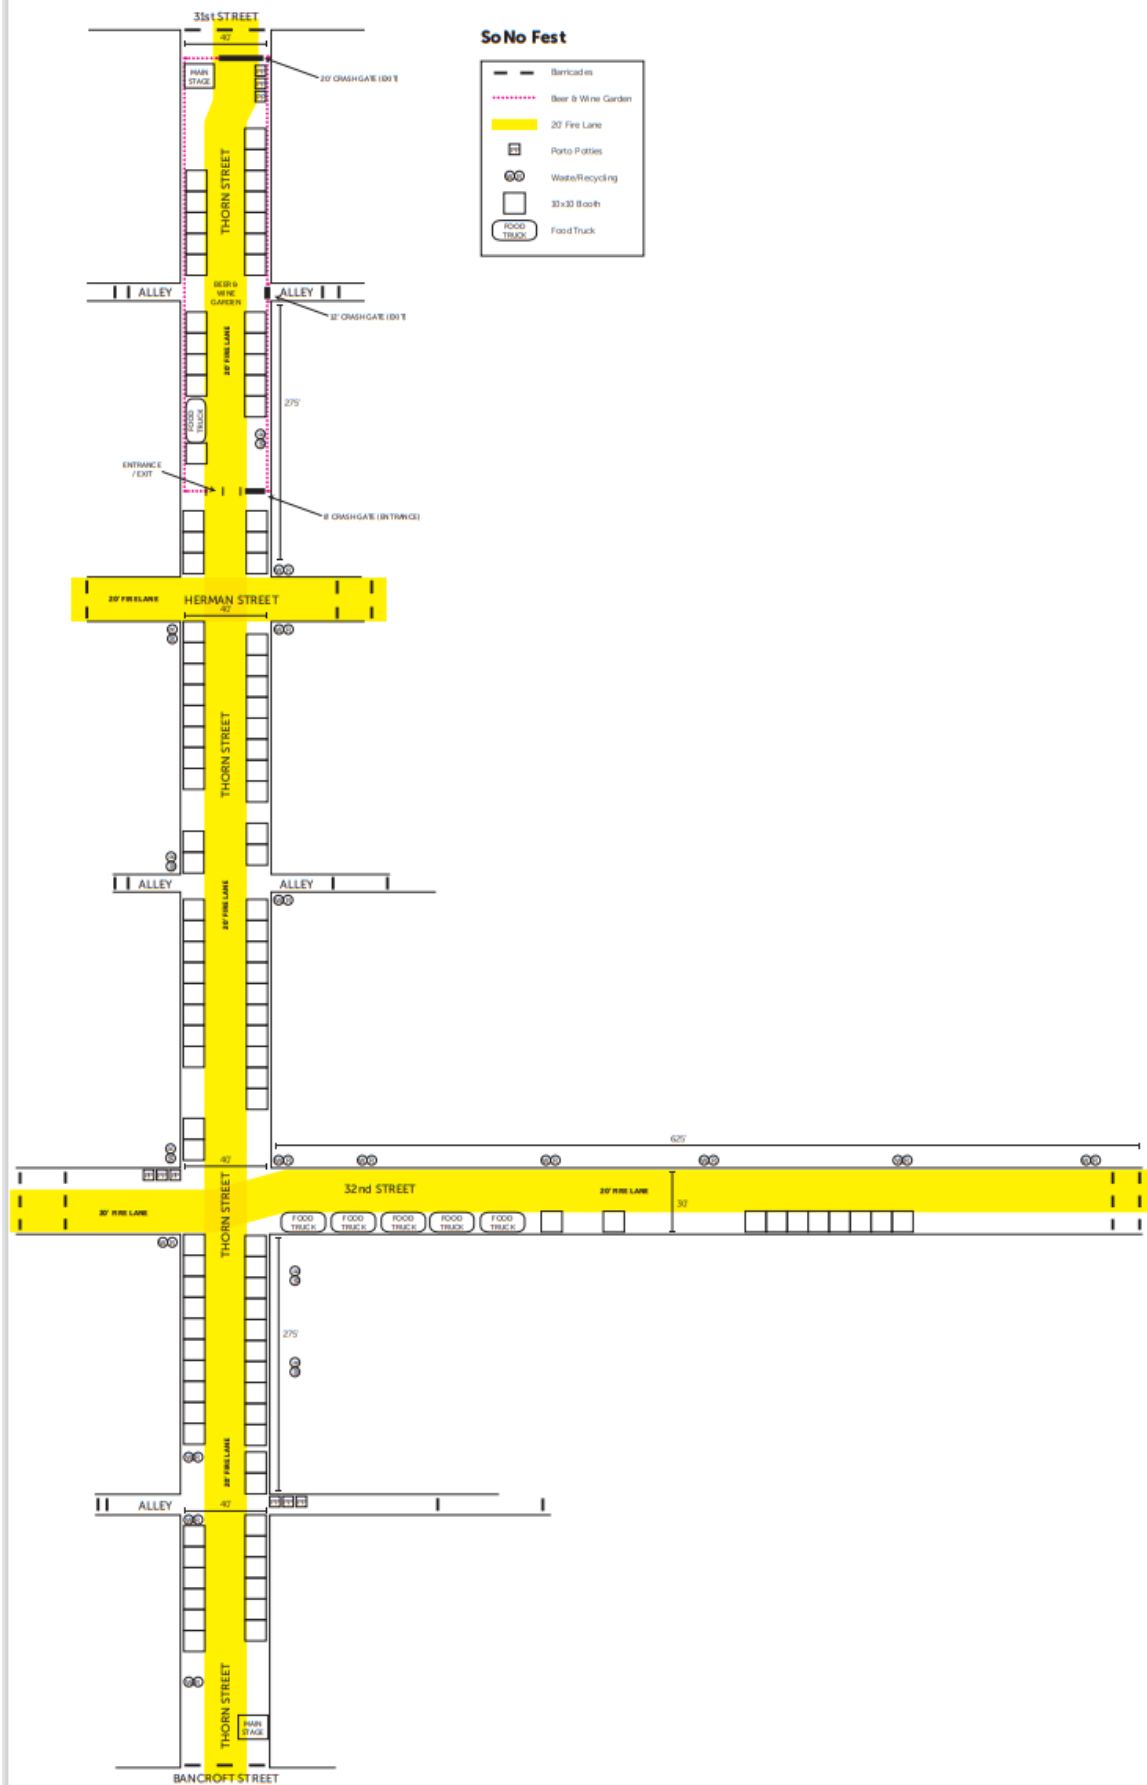 31st STREET
40'
SoNo Fest
Barricades
Beer & Wine Garden
20' Fire Lane
Porto Potties
Waste/Recycling
10x10 Booth
FOOD
TRUCK
Food Truck
MAIN
STAGE
20' CRASH GATE (EXIT)
THORN STREET
ALLEY
BEER &
WINE
GARDEN
ALLEY
12' CRASH GATE (EXIT)
20' FIRE LANE
275'
FOOD
TRUCK
ENTRANCE
/ EXIT
8' CRASH GATE (ENTRANCE)
20' FIRE LANE
HERMAN STREET
40'
THORN STREET
ALLEY
ALLEY
20' FIRE LANE
625'
40'
32nd STREET
20' FIRE LANE
30'
20' FIRE LANE
THORN STREET
FOOD
TRUCK
FOOD
TRUCK
FOOD
TRUCK
FOOD
TRUCK
FOOD
TRUCK
275'
20' FIRE LANE
ALLEY
40'
THORN STREET
MAIN
STAGE
BANCROFT STREET